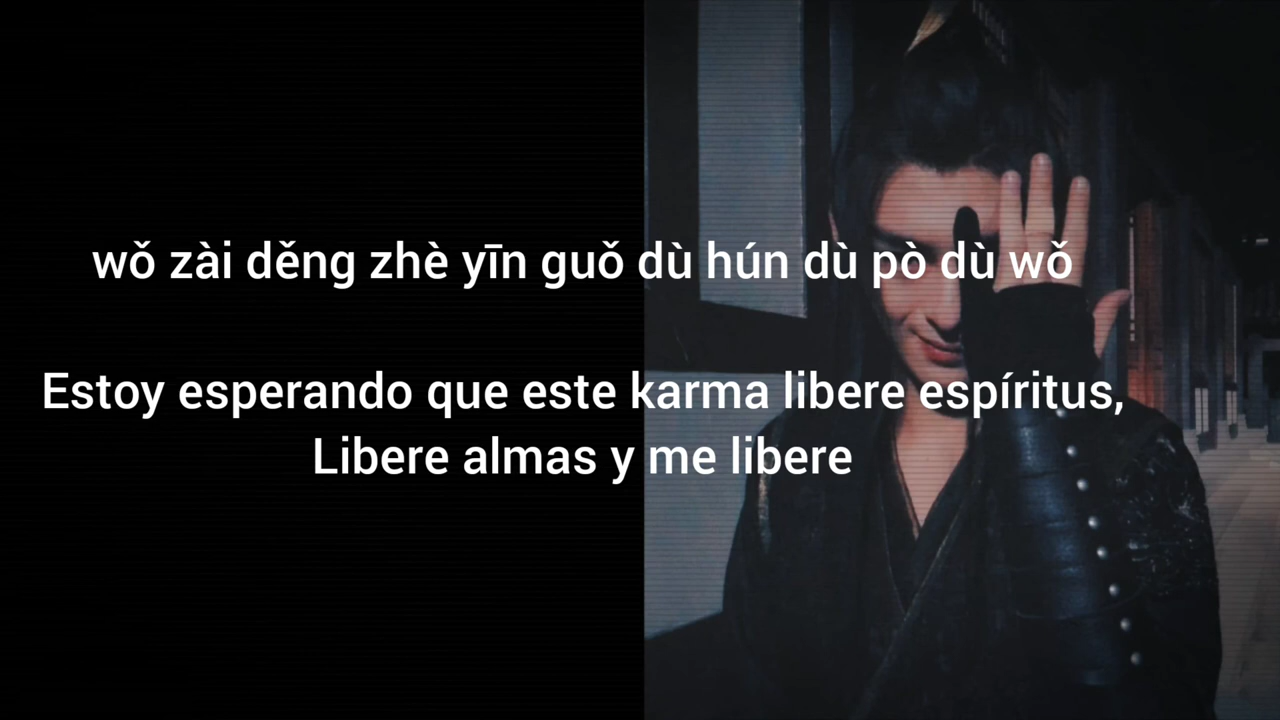 wǒ zài děng zhè yīn guǒ dù hún dù pò dù wǒ
Estoy esperando que este karma libere espíritus,
Libere almas y me libere